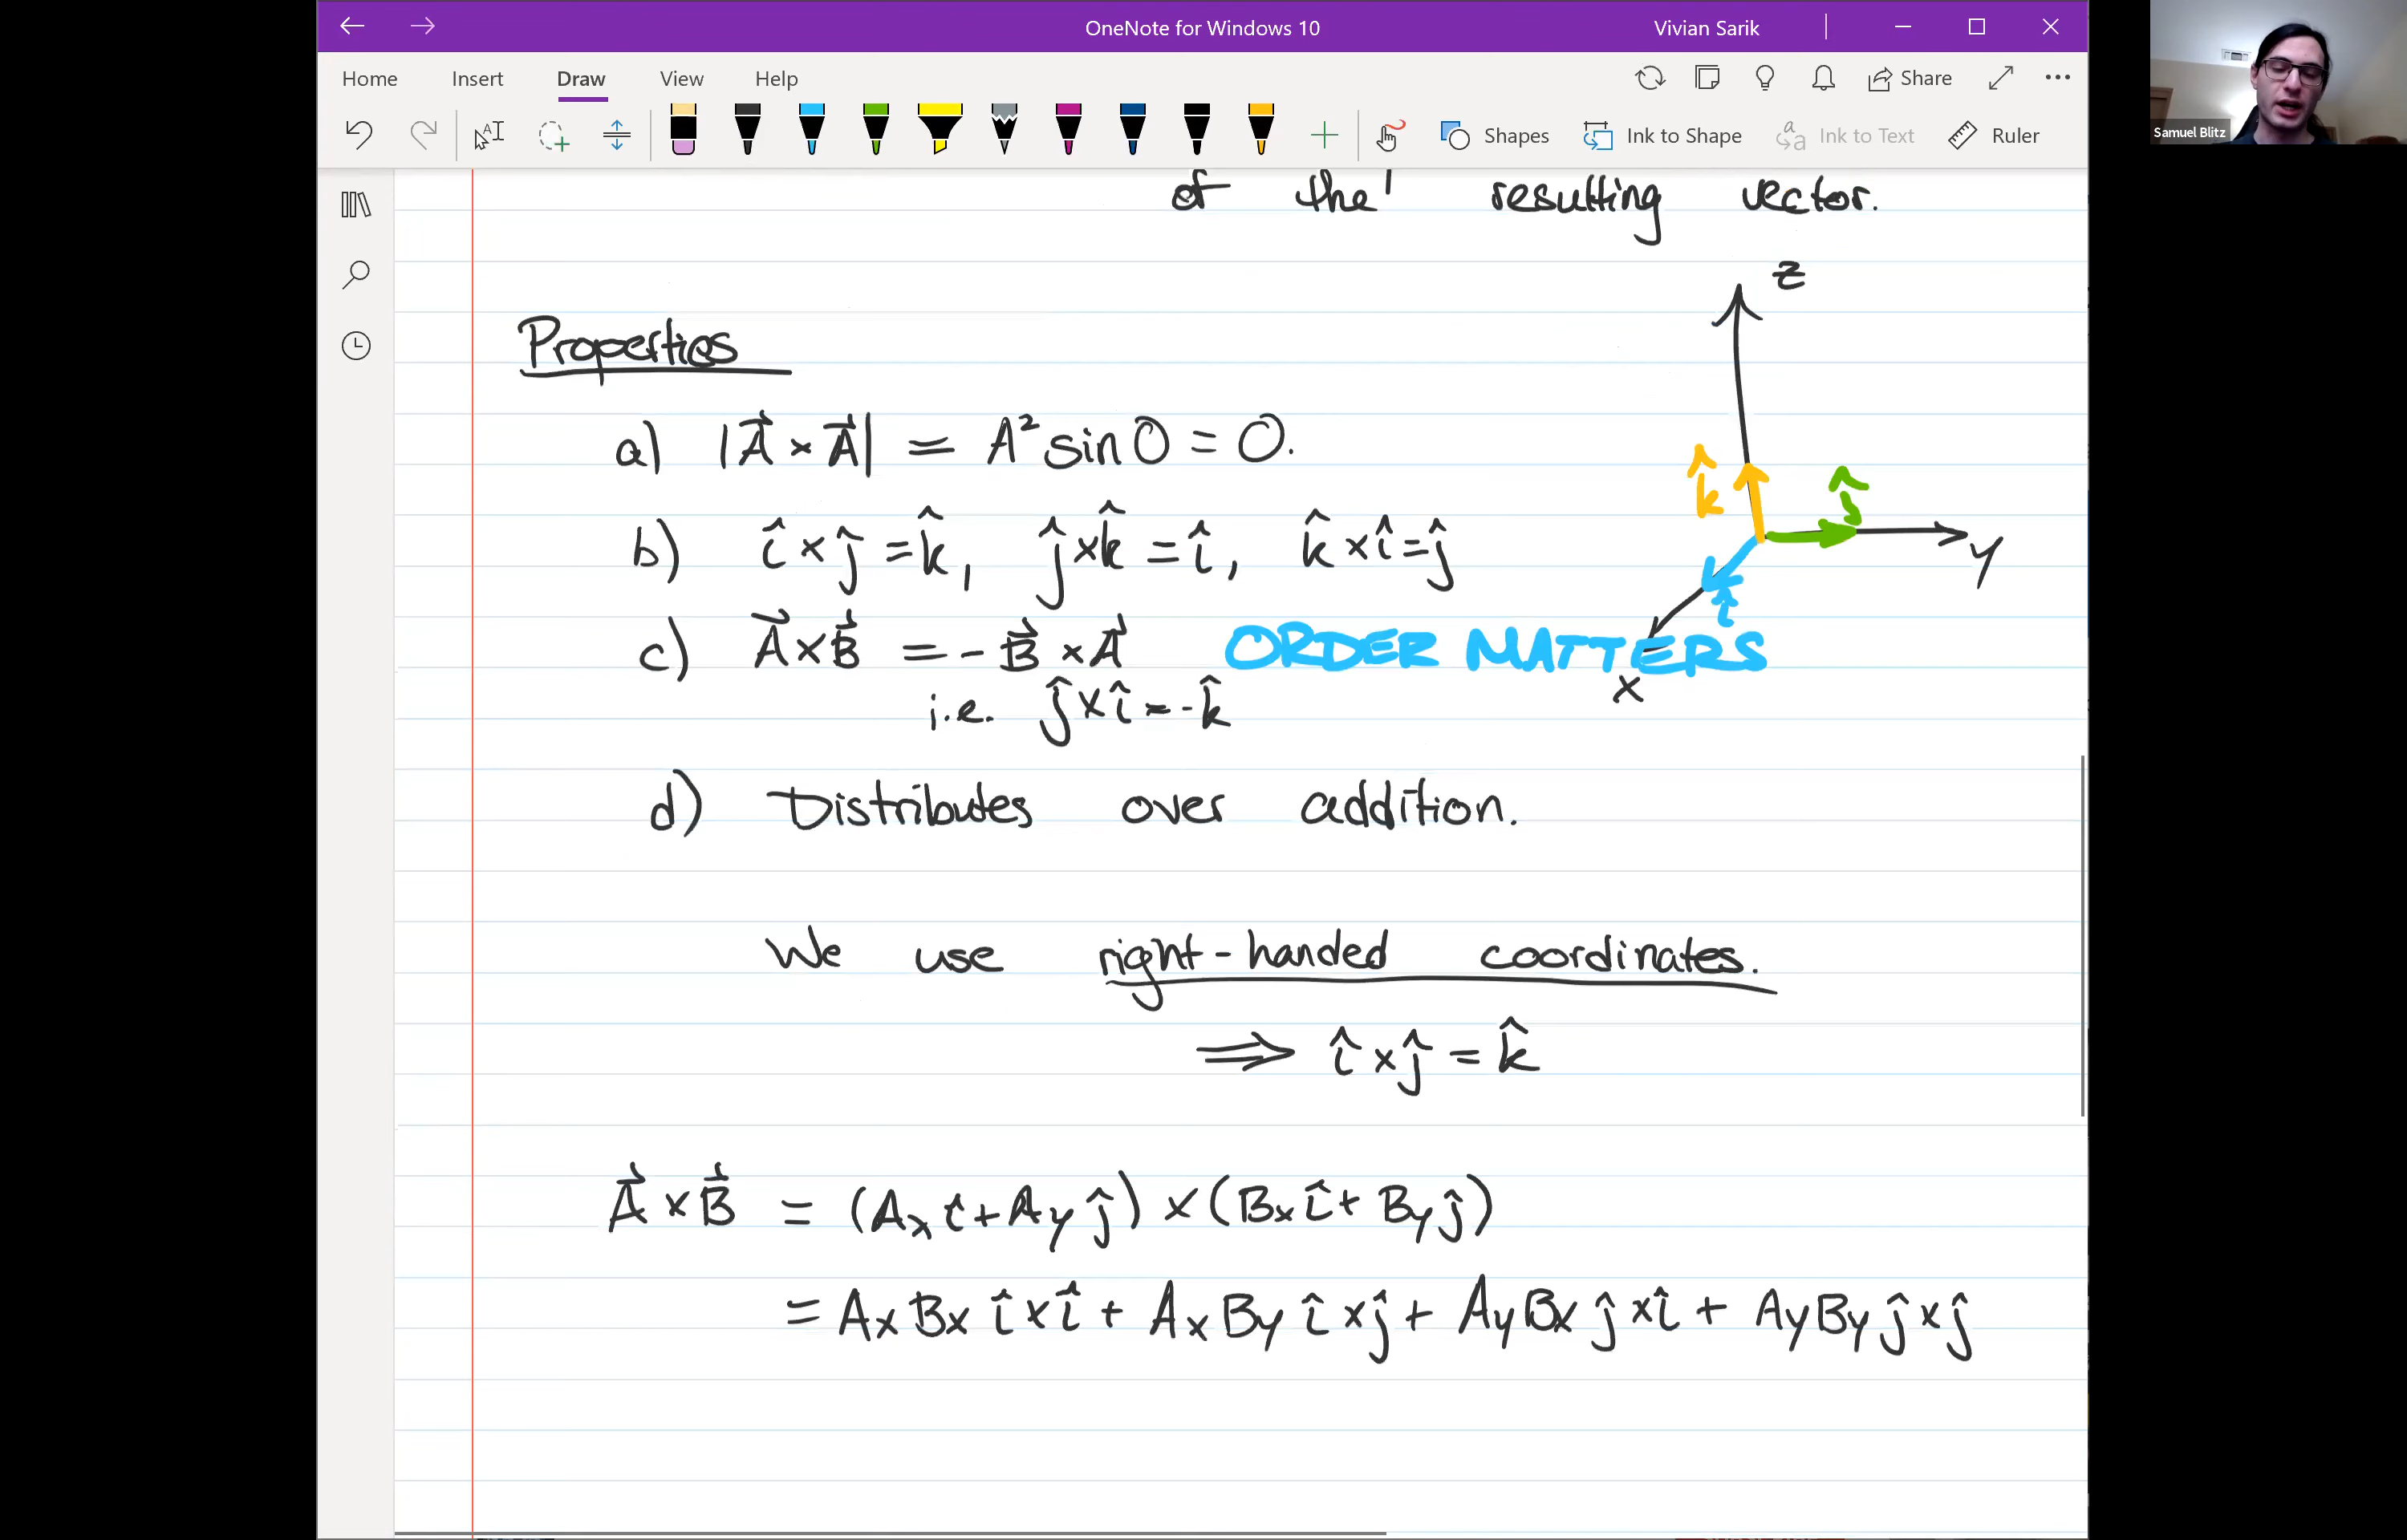 OneNote for Windows 10
Vivian Sarik
Home Insert Draw View Help
Share
Shapes Ink to Shape Ink to Text Ruler
Samuel Blitz
of the resulting vector.
z
Properties
a) |A⃗ × A⃗| = A² sin 0 = 0.
k̂ ĵ
b) î × ĵ = k̂, ĵ × k̂ = î, k̂ × î = ĵ
y
î
c) A⃗ × B⃗ = - B⃗ × A⃗ ORDER MATTERS
x
i.e. ĵ × î = -k̂
d) Distributes over addition.
We use right-handed coordinates.
⟹ î × ĵ = k̂
A⃗ × B⃗ = (Ax î + Ay ĵ) × (Bx î + By ĵ)
= Ax Bx î × î + Ax By î × ĵ + Ay Bx ĵ × î + Ay By ĵ × ĵ